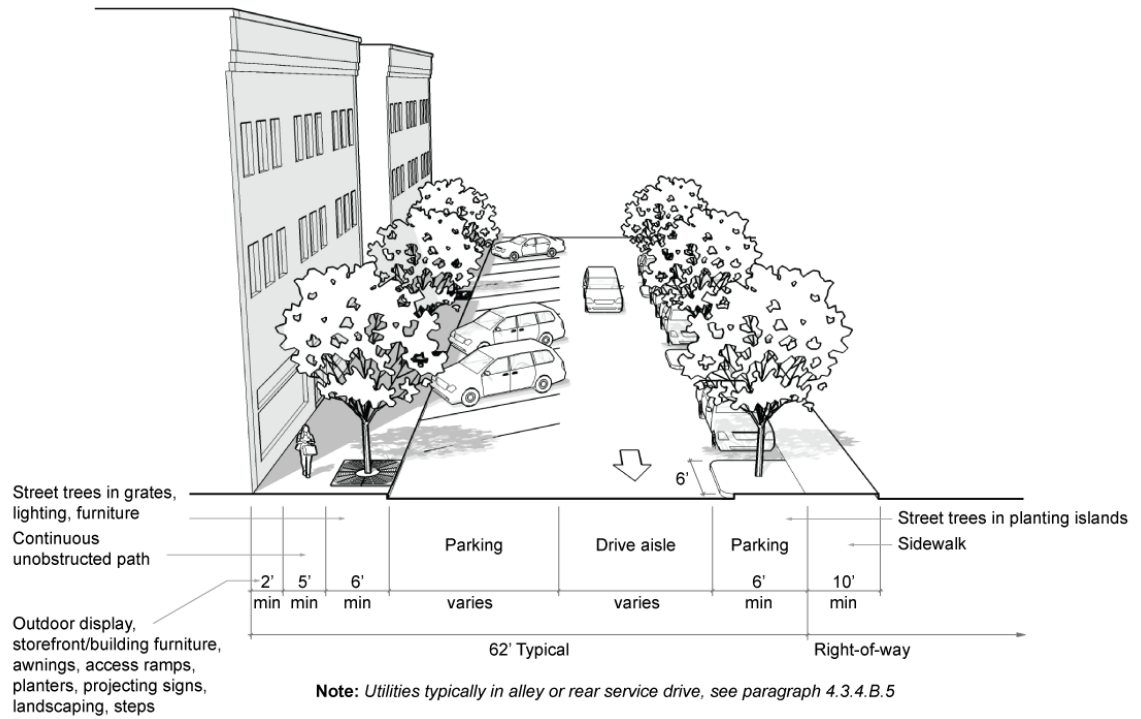 6’
Street trees in grates,
lighting, furniture
Continuous
unobstructed path
Parking
Drive aisle
Parking
Street trees in planting islands
Sidewalk
2’
5’
6’
6’
10’
min
min
min
varies
varies
min
min
Outdoor display,
storefront/building furniture,
awnings, access ramps,
planters, projecting signs,
landscaping, steps
62’ Typical
Right-of-way
Note: Utilities typically in alley or rear service drive, see paragraph 4.3.4.B.5